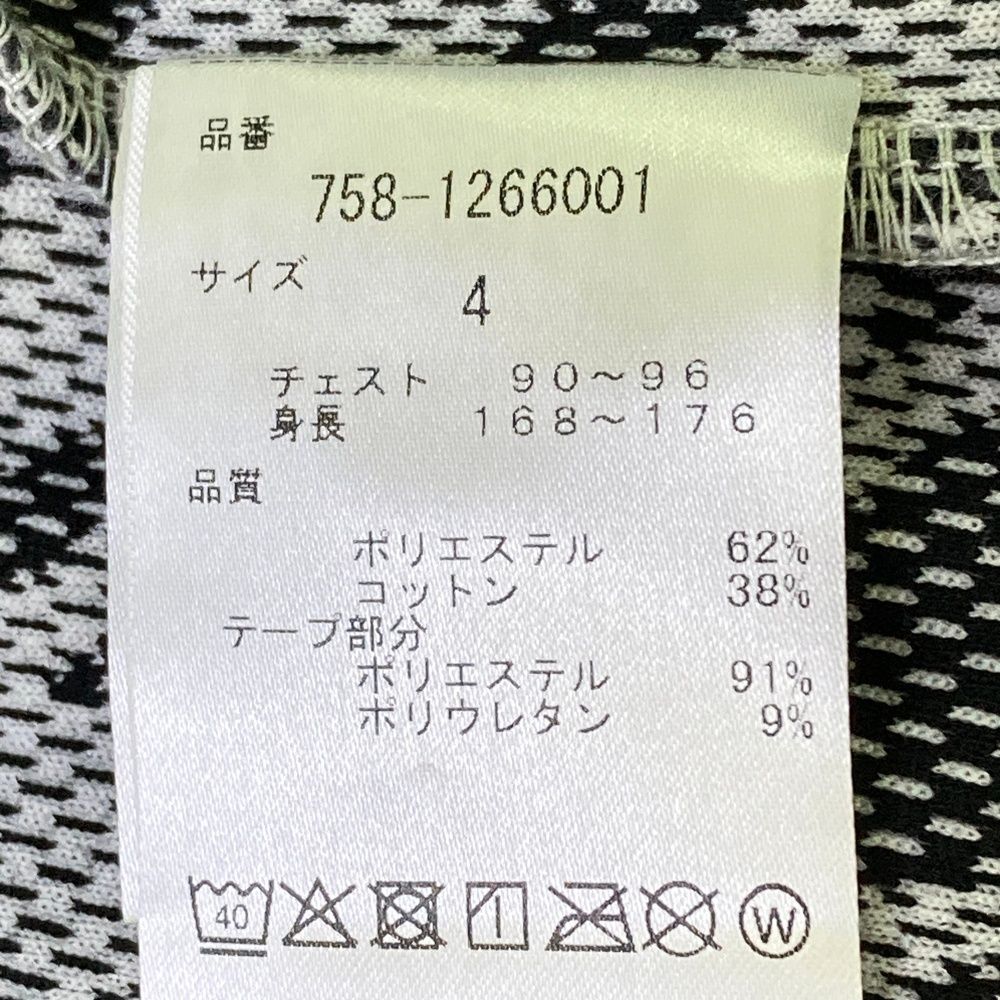 品番
758-1266001
サイズ
4
チェスト 90~96
身長 168~176
品質
ポリエステル 62%
コットン 38%
テープ部分
ポリエステル 91%
ポリウレタン 9%
40 W